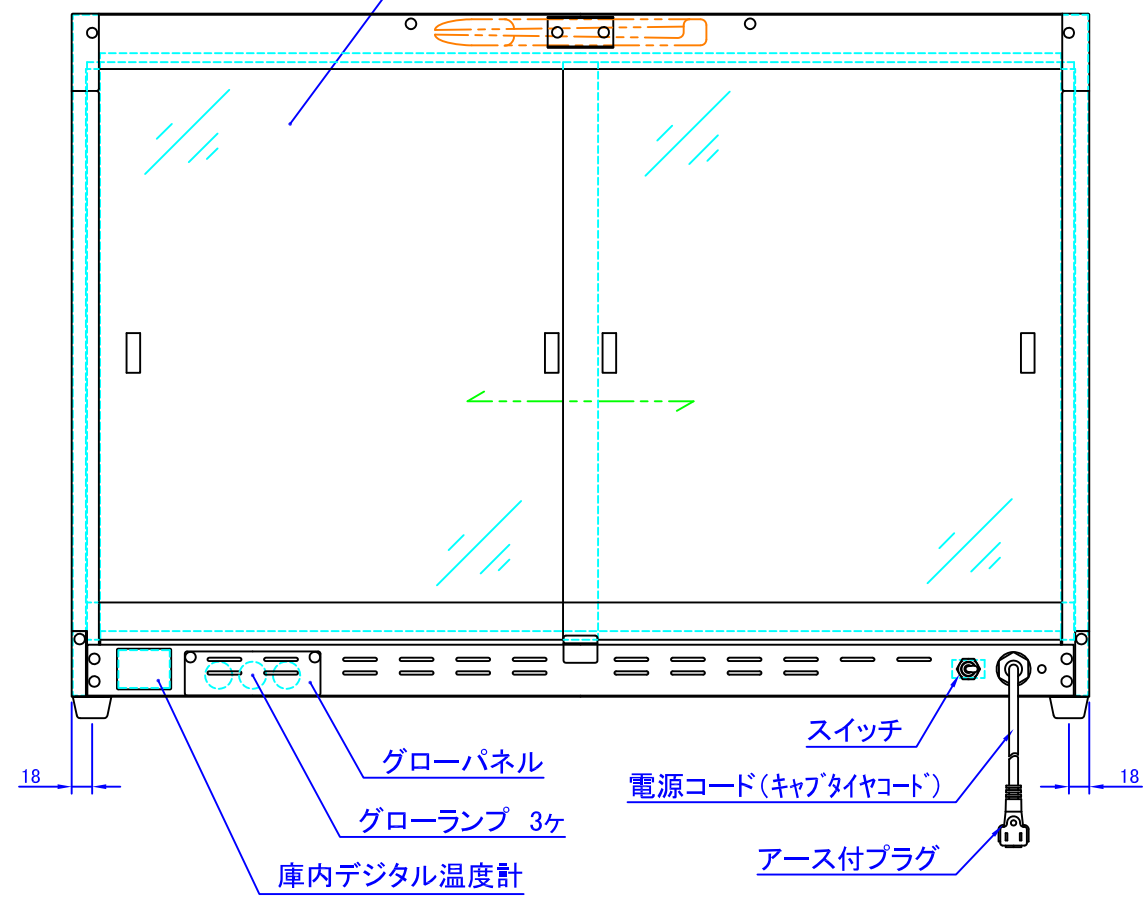 スイッチ
グローパネル
18
電源コード(キャブタイヤコード)
18
グローランプ 3ケ
アース付プラグ
庫内デジタル温度計